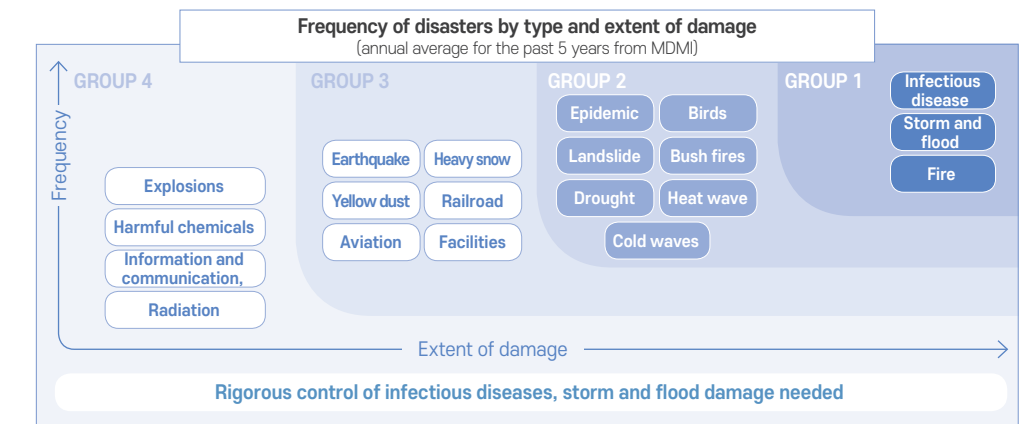 Frequency of disasters by type and extent of damage
(annual average for the past 5 years from MDMI)
GROUP 4
GROUP 3
GROUP 2
GROUP 1
Frequency
Explosions
Harmful chemicals
Information and
communication,
Radiation
Earthquake
Heavy snow
Yellow dust
Railroad
Aviation
Facilities
Epidemic
Birds
Landslide
Bush fires
Drought
Heat wave
Cold waves
Infectious
disease
Storm and
flood
Fire
Extent of damage
Rigorous control of infectious diseases, storm and flood damage needed